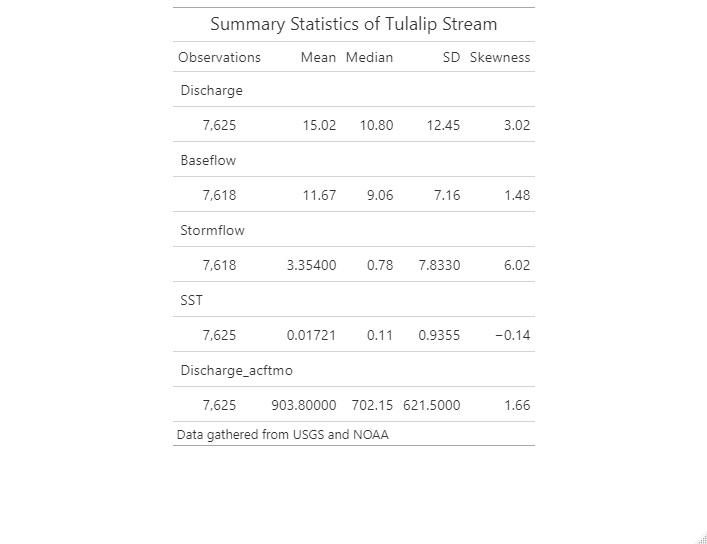 Summary Statistics of Tulalip Stream
Observations Mean Median SD Skewness
Discharge
7,625 15.02 10.80 12.45 3.02
Baseflow
7,618 11.67 9.06 7.16 1.48
Stormflow
7,618 3.35400 0.78 7.8330 6.02
SST
7,625 0.01721 0.11 0.9355 −0.14
Discharge_acftmo
7,625 903.80000 702.15 621.5000 1.66
Data gathered from USGS and NOAA